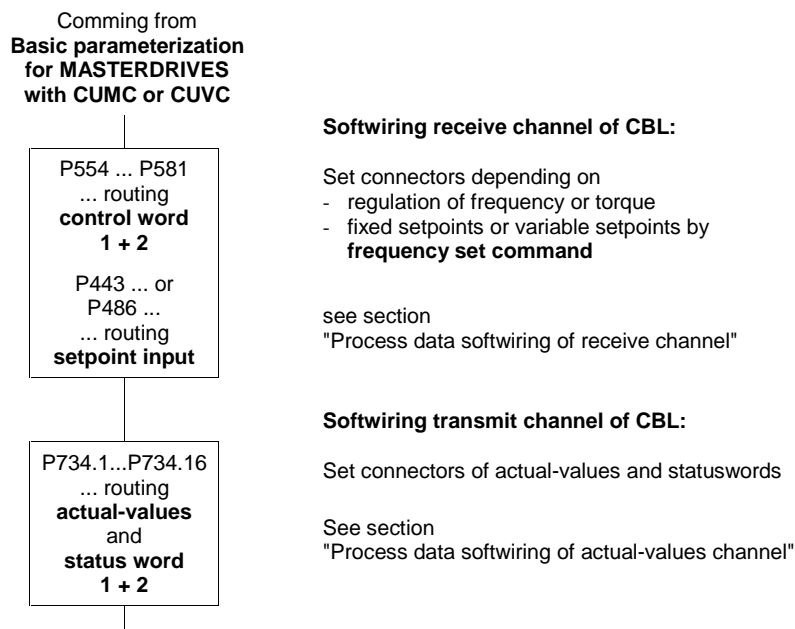 Comming from
Basic parameterization
for MASTERDRIVES
with CUMC or CUVC
Softwiring receive channel of CBL:
P554 ... P581
... routing
control word
1 + 2
Set connectors depending on
- regulation of frequency or torque
- fixed setpoints or variable setpoints by
frequency set command
P443 ... or
P486 ...
... routing
setpoint input
see section
"Process data softwiring of receive channel"
Softwiring transmit channel of CBL:
P734.1...P734.16
... routing
actual-values
and
status word
1 + 2
Set connectors of actual-values and statuswords
See section
"Process data softwiring of actual-values channel"